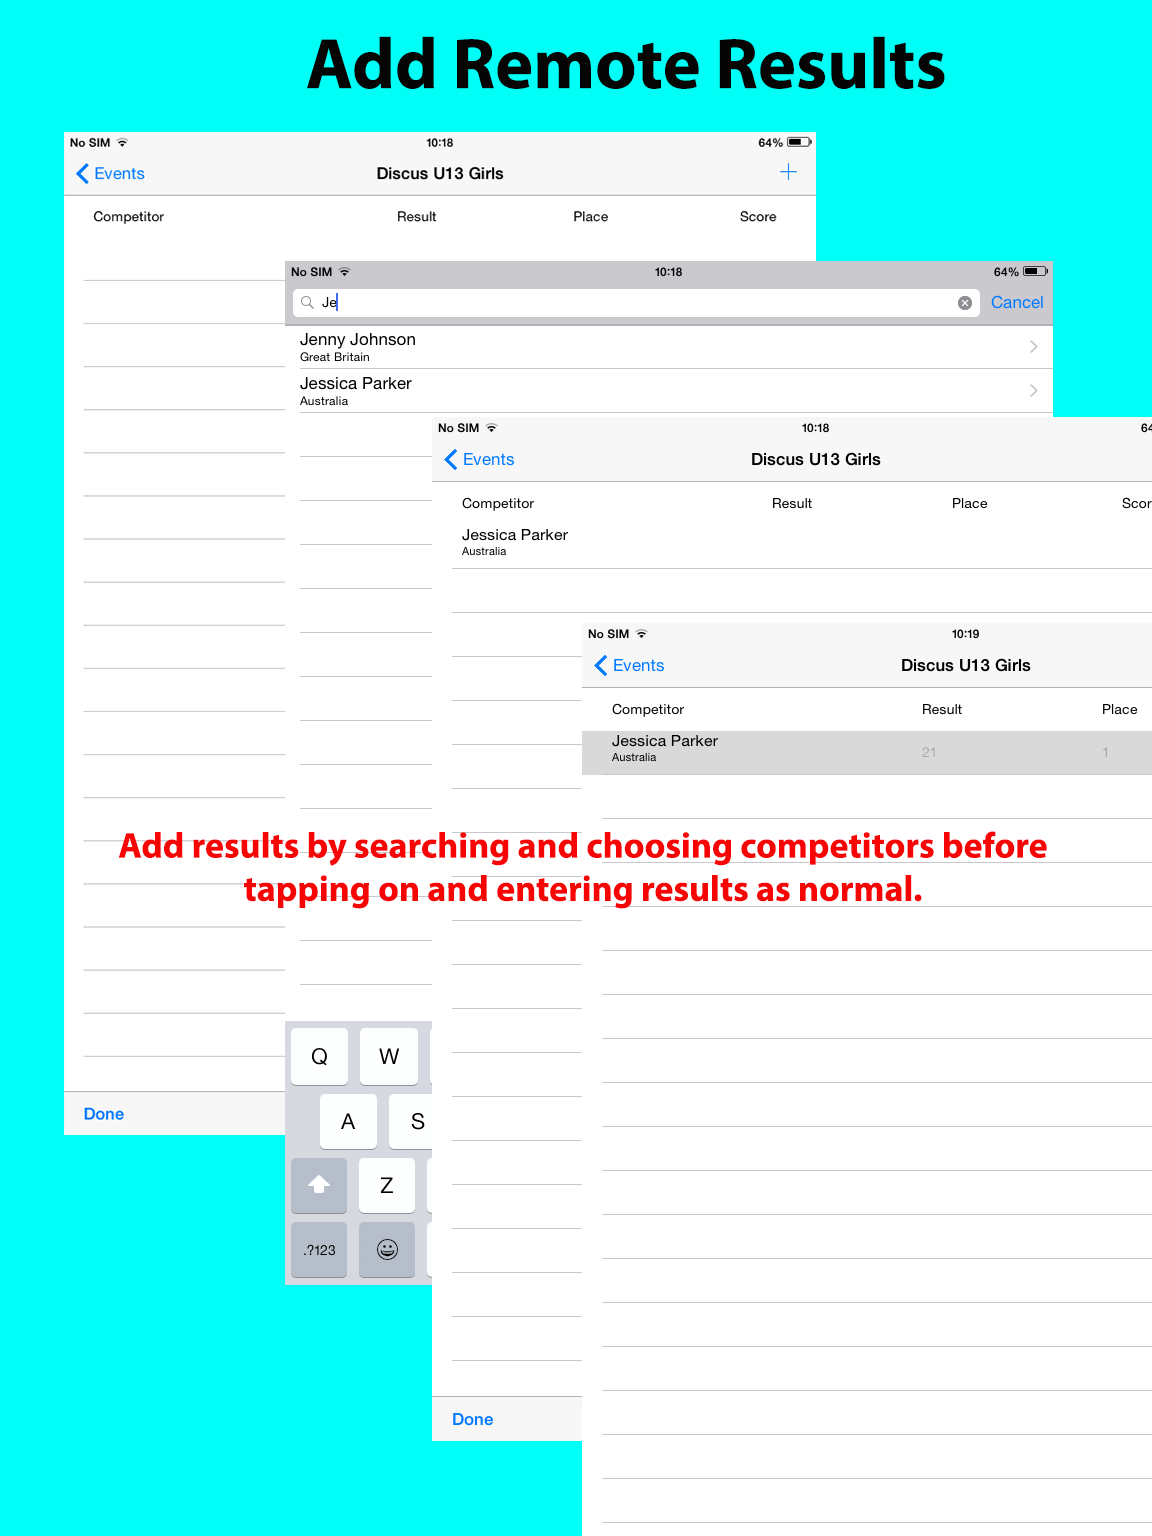 Add Remote Results
No SIM 10:18 64%
Events Discus U13 Girls +
Competitor Result Place Score
No SIM 10:18 64%
Je Cancel
Jenny Johnson
Great Britain
Jessica Parker
Australia
No SIM 10:18 64
Events Discus U13 Girls
Competitor Result Place Scor
Jessica Parker
Australia
No SIM 10:19
Events Discus U13 Girls
Competitor Result Place
Jessica Parker 21 1
Australia
Add results by searching and choosing competitors before
tapping on and entering results as normal.
Q W
A S
Z
.?123
Done
Done